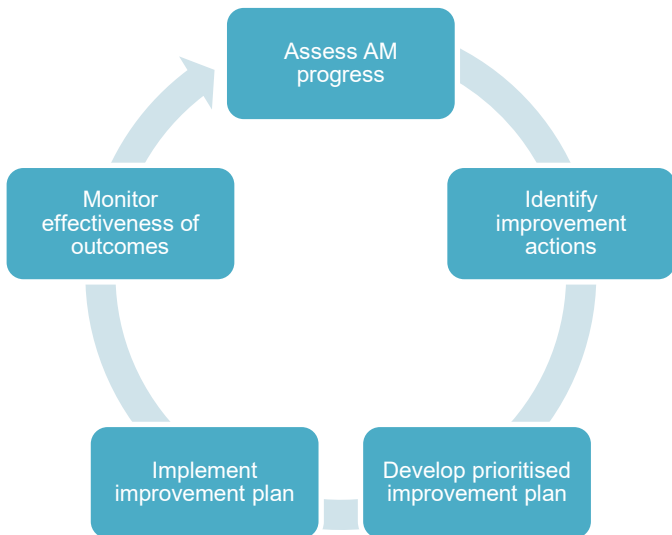 Assess AM
progress
Identify
improvement
actions
Develop prioritised
improvement plan
Implement
improvement plan
Monitor
effectiveness of
outcomes